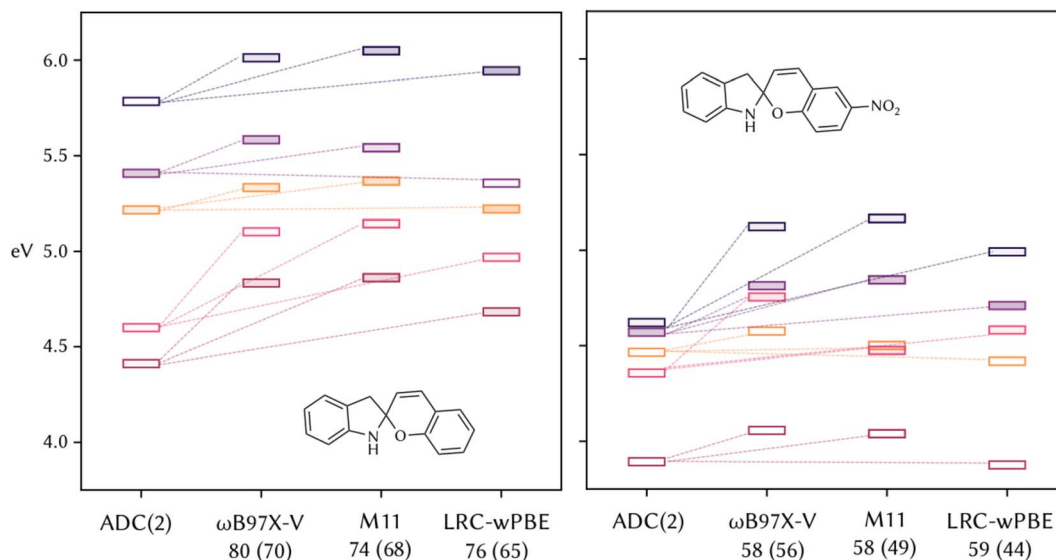 6.0
5.5
eV
5.0
4.5
4.0
N
H
O
N
H
O
NO2
ADC(2) ωB97X-V M11 LRC-wPBE
80 (70) 74 (68) 76 (65)
ADC(2) ωB97X-V M11 LRC-wPBE
58 (56) 58 (49) 59 (44)